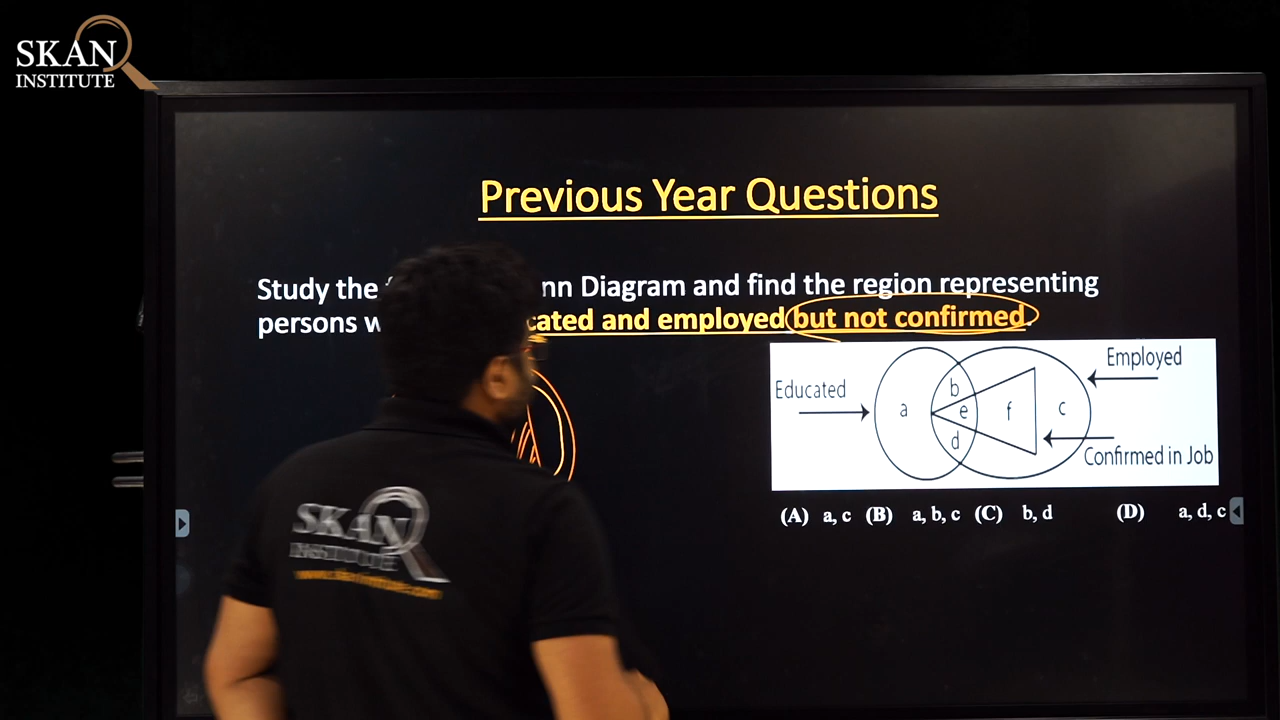 SKAN
INSTITUTE
Previous Year Questions
Study the nn Diagram and find the region representing
persons cated and employed but not confirmed.
Educated
Employed
Confirmed in Job
a
b
e
d
f
c
(A) a, c (B) a, b, c (C) b, d (D) a, d, c
SKAN
INSTITUTE